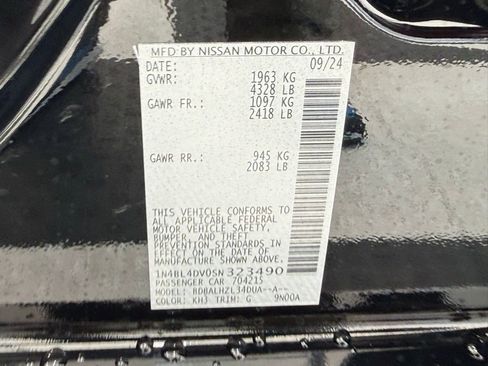 MFD BY NISSAN MOTOR CO., LTD.
DATE: 09/24
GVWR: 1963 KG
4328 LB
GAWR FR.: 1097 KG
2418 LB
GAWR RR.: 945 KG
2083 LB
THIS VEHICLE CONFORMS TO
ALL APPLICABLE FEDERAL
MOTOR VEHICLE SAFETY,
BUMPER, AND THEFT
PREVENTION STANDARDS IN
EFFECT ON THE DATE OF
MANUFACTURE SHOWN ABOVE.
1N4BL4DV0SN323490
PASSENGER CAR 704215
MODEL:
COLOR: KH3 TRIM: G 9N00A